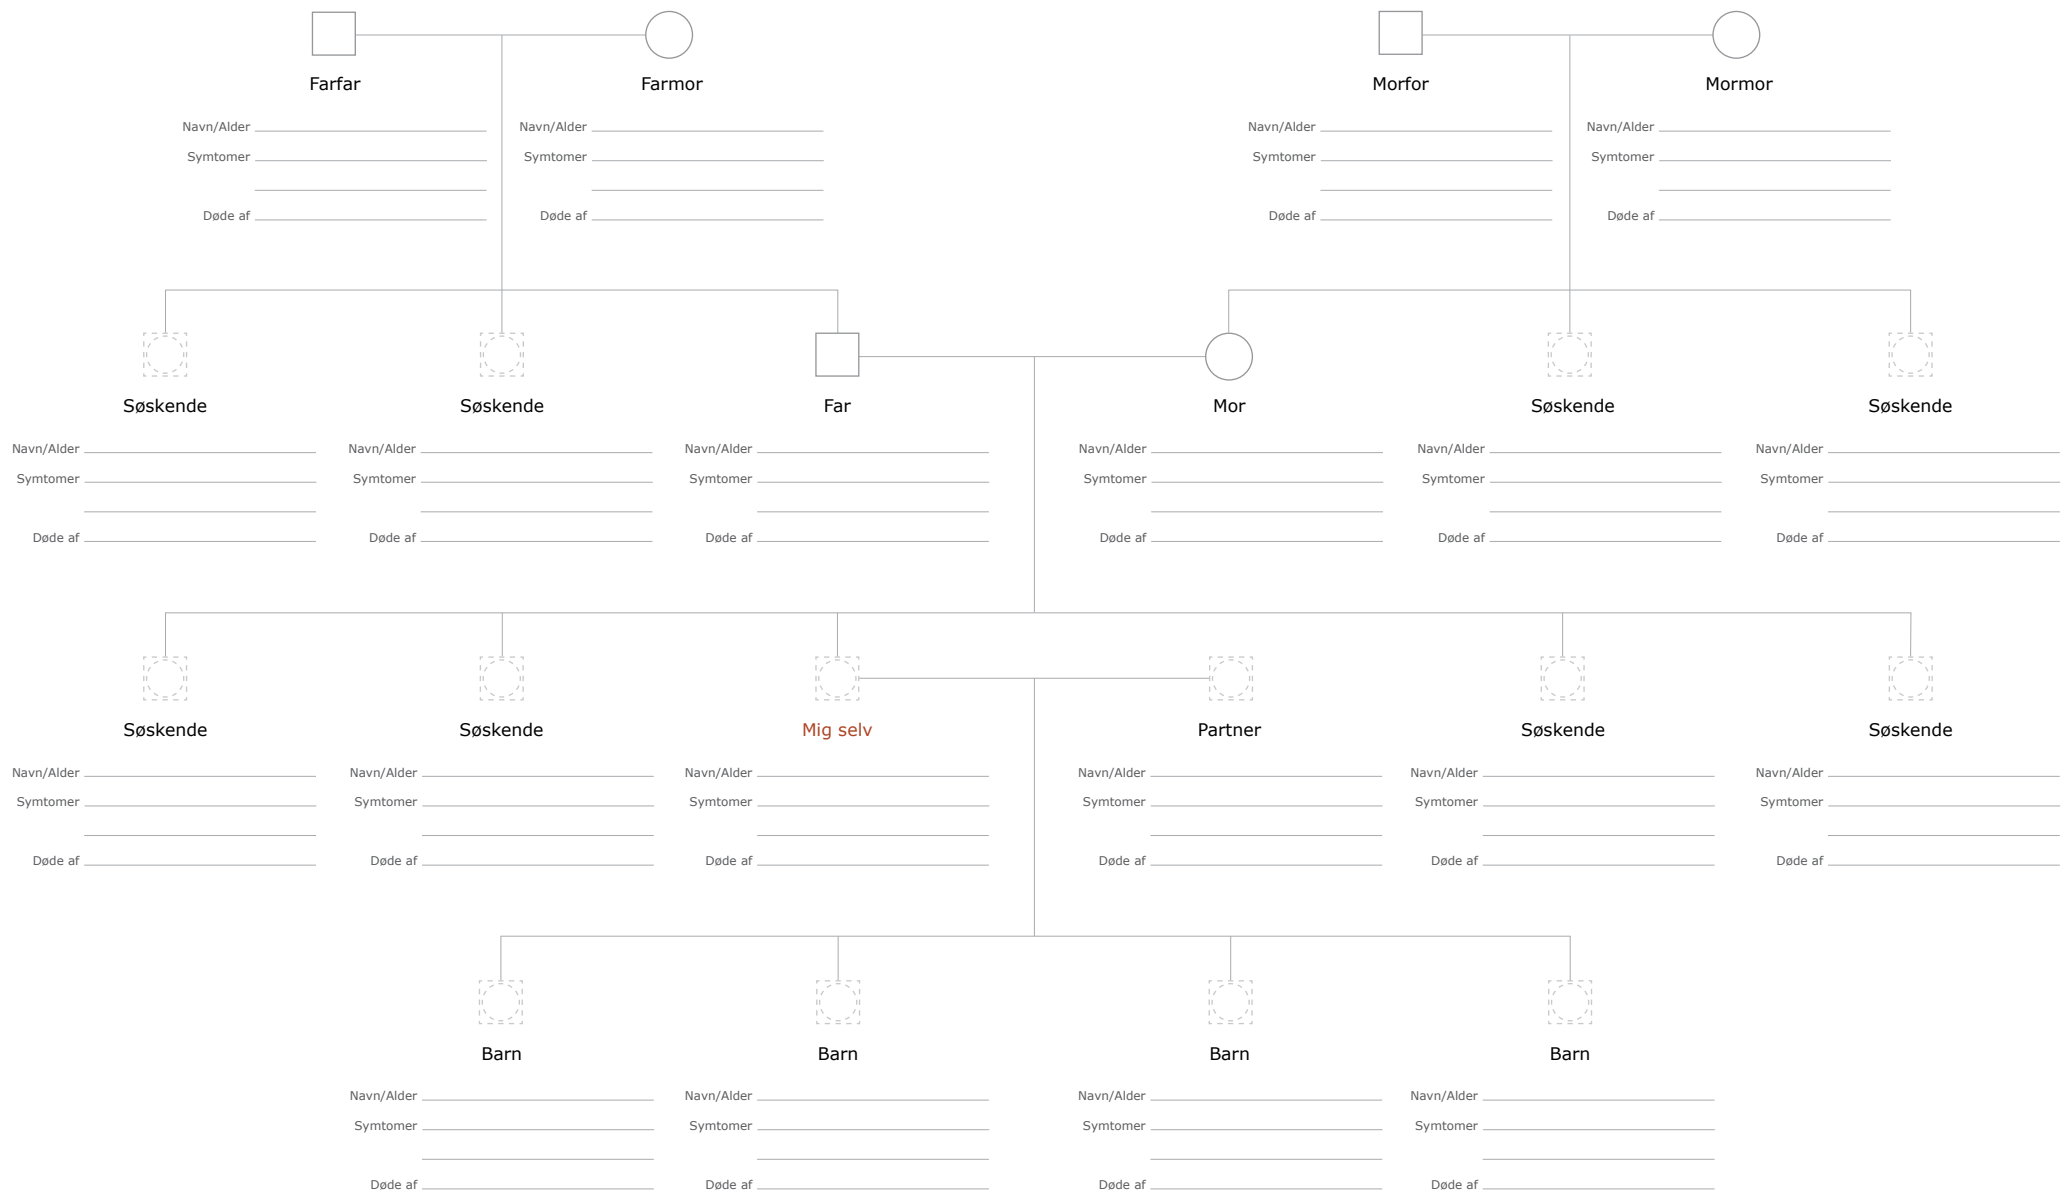 Farfar Farmor Morfor Mormor
Navn/Alder Navn/Alder Navn/Alder Navn/Alder
Symtomer Symtomer Symtomer Symtomer
Døde af Døde af Døde af Døde af
Søskende Søskende Far Mor Søskende Søskende
Navn/Alder Navn/Alder Navn/Alder Navn/Alder Navn/Alder Navn/Alder
Symtomer Symtomer Symtomer Symtomer Symtomer Symtomer
Døde af Døde af Døde af Døde af Døde af Døde af
Søskende Søskende Mig selv Partner Søskende Søskende
Navn/Alder Navn/Alder Navn/Alder Navn/Alder Navn/Alder Navn/Alder
Symtomer Symtomer Symtomer Symtomer Symtomer Symtomer
Døde af Døde af Døde af Døde af Døde af Døde af
Barn Barn Barn Barn
Navn/Alder Navn/Alder Navn/Alder Navn/Alder
Symtomer Symtomer Symtomer Symtomer
Døde af Døde af Døde af Døde af